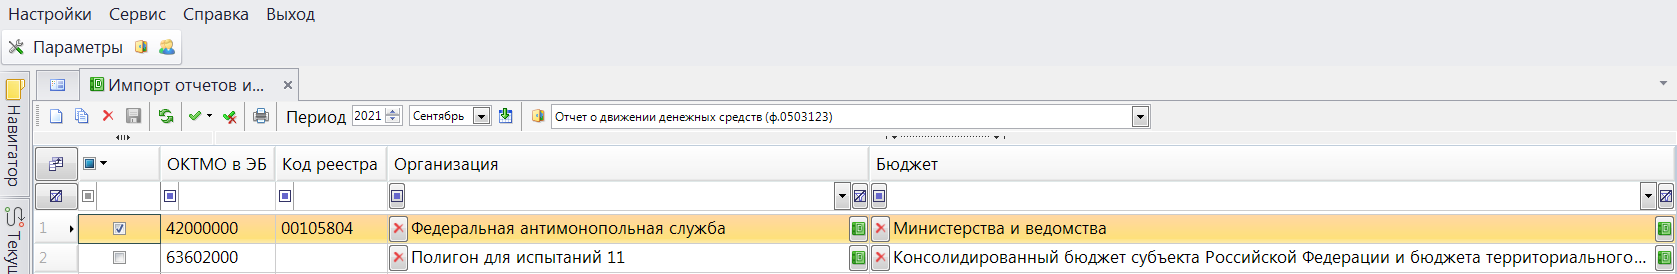 Настройки Сервис Справка Выход
Параметры
Импорт отчетов и...
Период 2021 Сентябрь Отчет о движении денежных средств (ф.0503123)
Навигатор
ОКТМО в ЭБ Код реестра Организация Бюджет
1 42000000 00105804 Федеральная антимонопольная служба Министерства и ведомства
2 63602000 Полигон для испытаний 11 Консолидированный бюджет субъекта Российской Федерации и бюджета территориального...